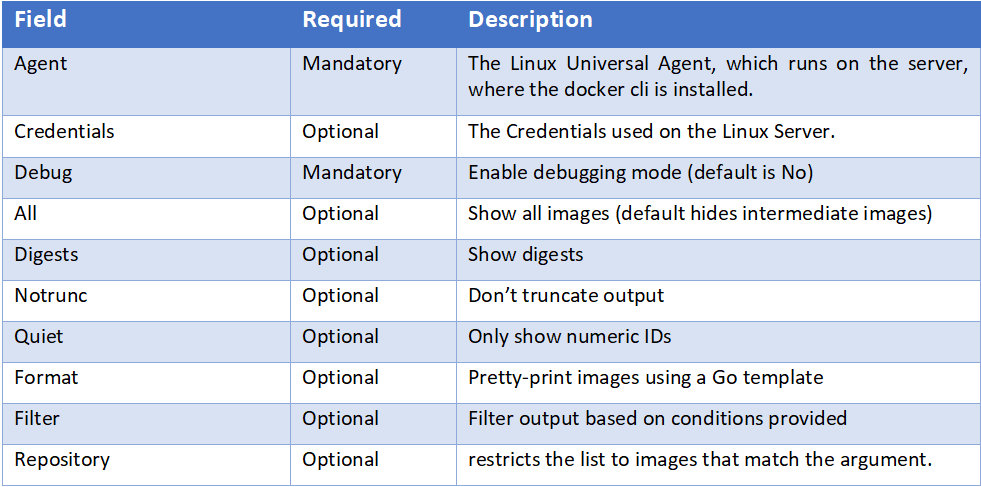 Field Required Description
Agent Mandatory The Linux Universal Agent, which runs on the server,
where the docker cli is installed.
Credentials Optional The Credentials used on the Linux Server.
Debug Mandatory Enable debugging mode (default is No)
All Optional Show all images (default hides intermediate images)
Digests Optional Show digests
Notrunc Optional Don’t truncate output
Quiet Optional Only show numeric IDs
Format Optional Pretty-print images using a Go template
Filter Optional Filter output based on conditions provided
Repository Optional restricts the list to images that match the argument.